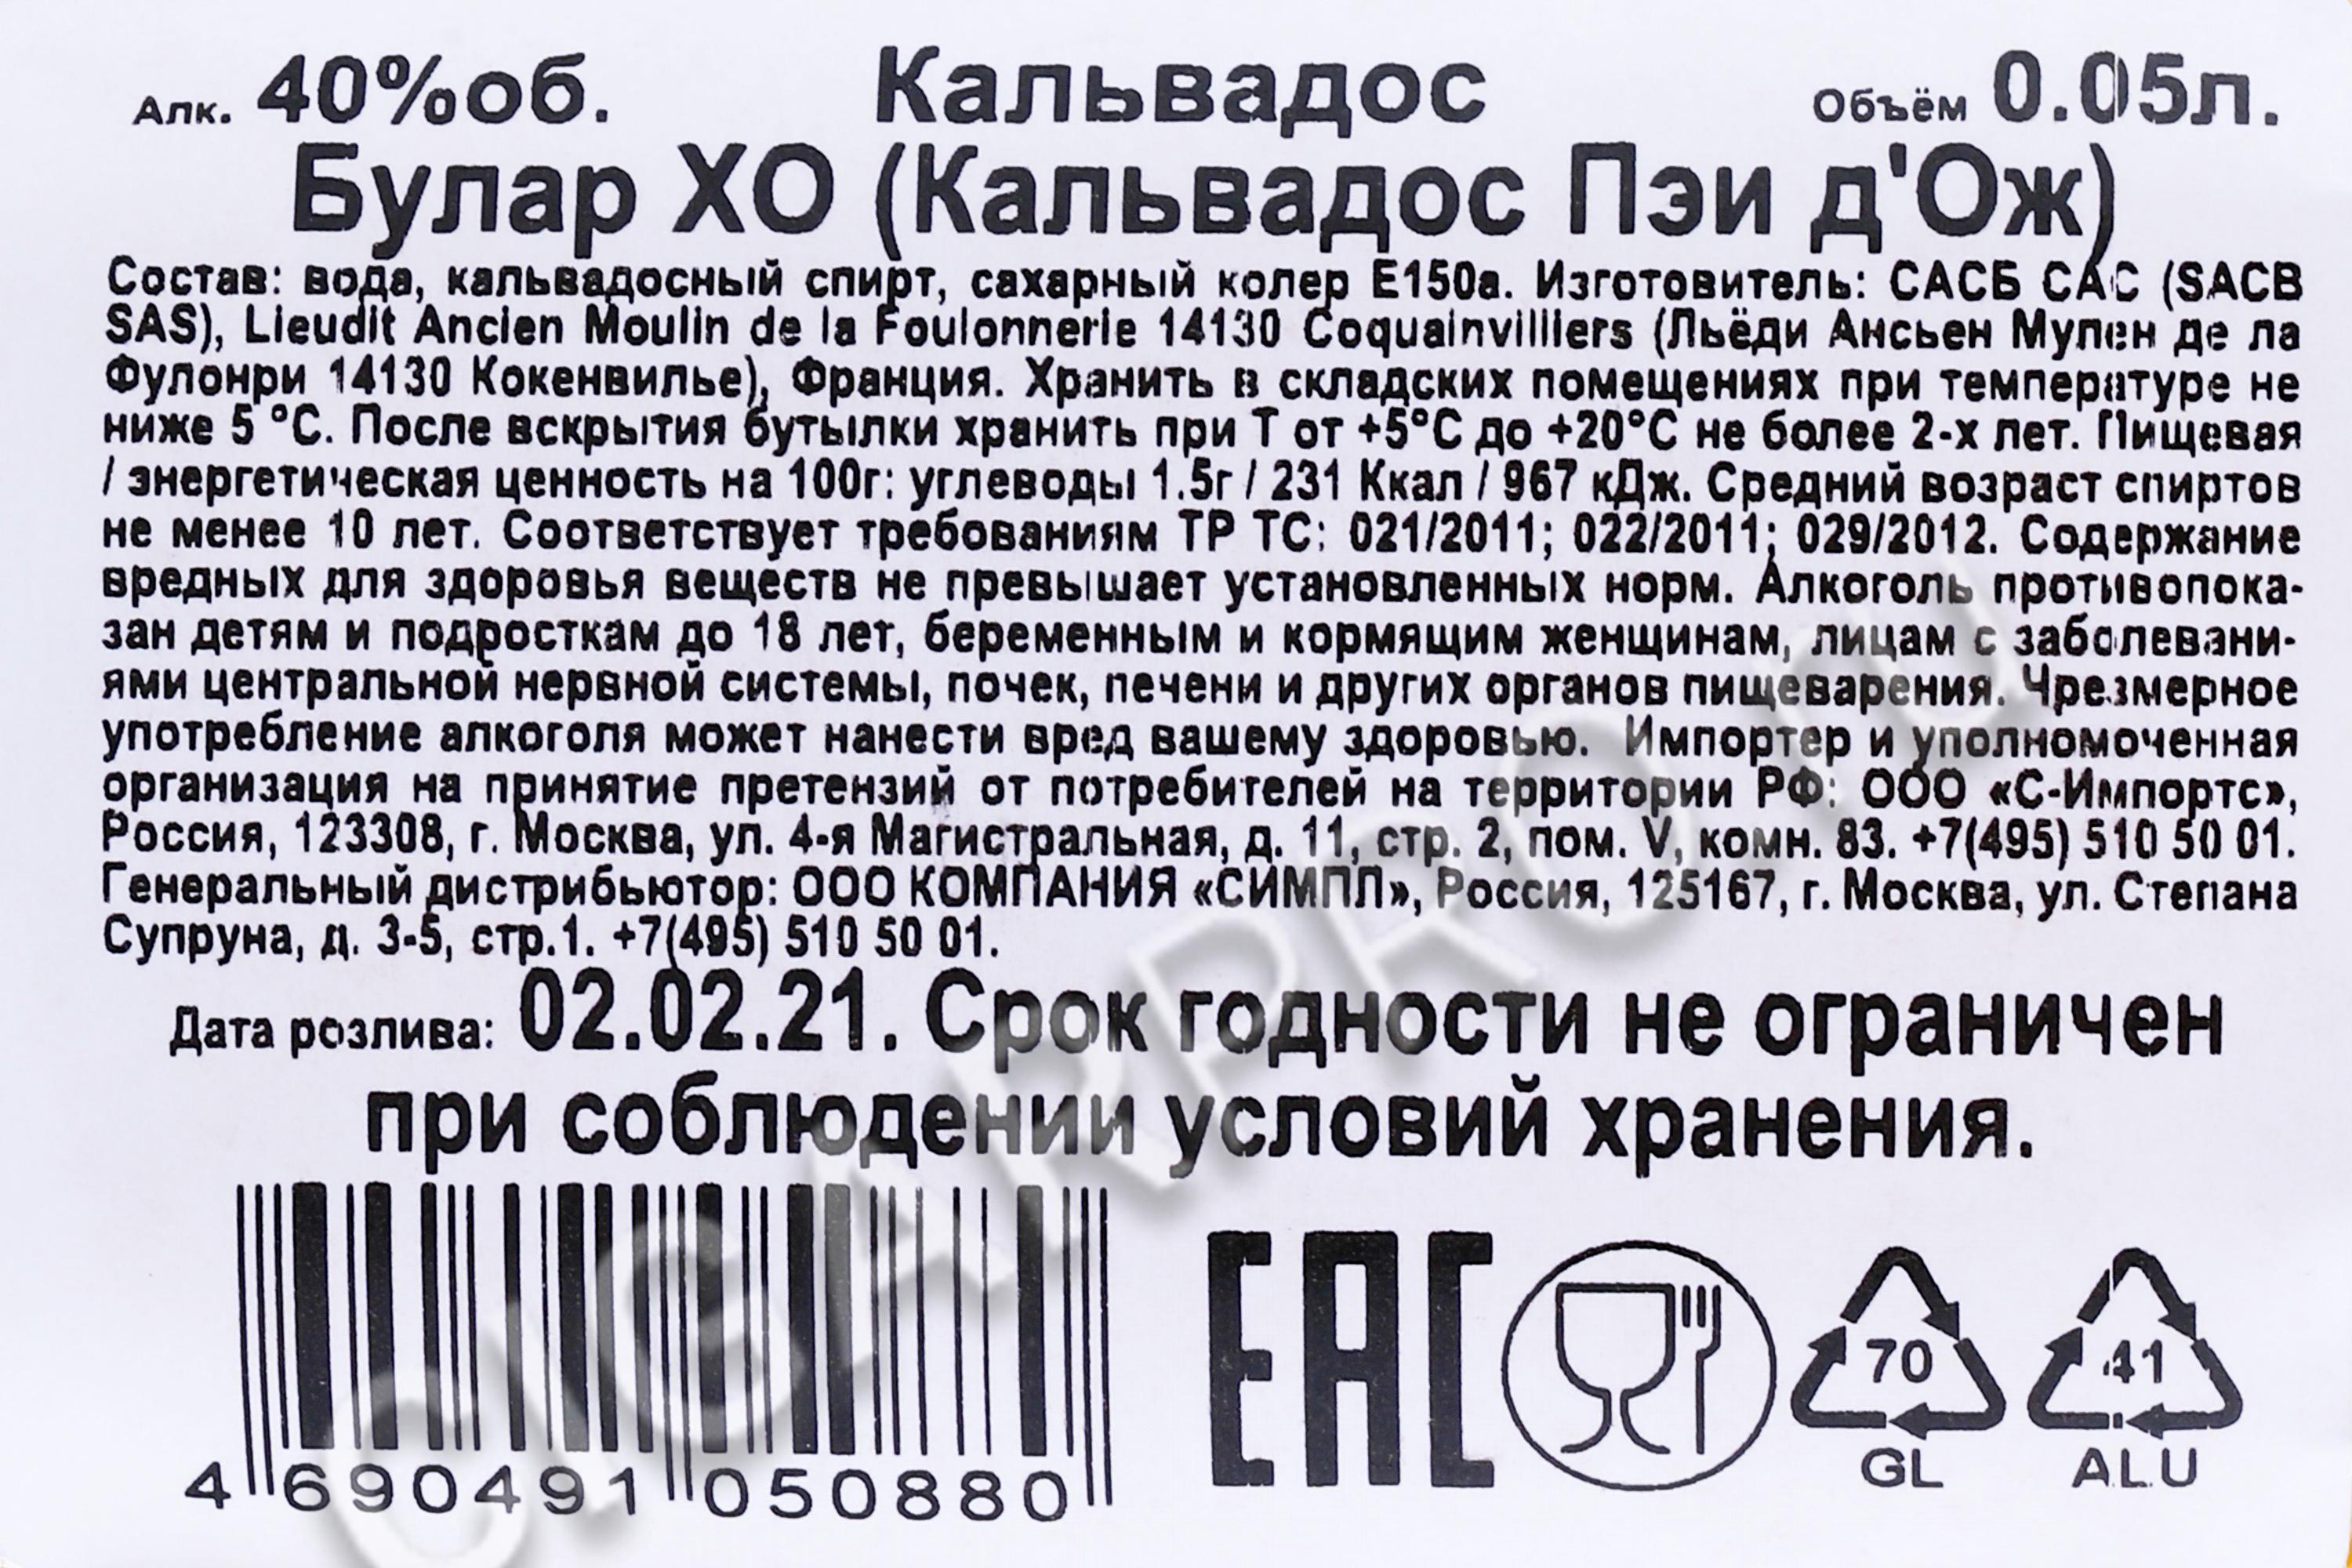 Алк. 40%об. Кальвадос Объём 0.05л.
Булар ХО (Кальвадос Пэи д'Ож)
Состав: вода, кальвадосный спирт, сахарный колер Е150а. Изготовитель: САСБ САС (SACB
SAS), Lieudit Ancien Moulin de la Foulonnerie 14130 Coquainvilliers (Льёди Ансьен Мулен де ла
Фулонри 14130 Кокенвилье), Франция. Хранить в складских помещениях при температуре не
ниже 5 °С. После вскрытия бутылки хранить при Т от +5°С до +20°С не более 2-х лет. Пищевая
/ энергетическая ценность на 100г: углеводы 1.5г / 231 Ккал / 967 кДж. Средний возраст спиртов
не менее 10 лет. Соответствует требованиям ТР ТС: 021/2011; 022/2011; 029/2012. Содержание
вредных для здоровья веществ не превышает установленных норм. Алкоголь противопока-
зан детям и подросткам до 18 лет, беременным и кормящим женщинам, лицам с заболевани-
ями центральной нервной системы, почек, печени и других органов пищеварения. Чрезмерное
употребление алкоголя может нанести вред вашему здоровью. Импортер и уполномоченная
организация на принятие претензий от потребителей на территории РФ: ООО «С-Импортс»,
Россия, 123308, г. Москва, ул. 4-я Магистральная, д. 11, стр. 2, пом. V, комн. 83. +7(495) 510 50 01.
Генеральный дистрибьютор: ООО КОМПАНИЯ «СИМПЛ», Россия, 125167, г. Москва, ул. Степана
Супруна, д. 3-5, стр.1. +7(495) 510 50 01.
Дата розлива: 02.02.21. Срок годности не ограничен
при соблюдении условий хранения.
4 690491 050880
EAC
70
GL
41
ALU
CIGARPRO.ru